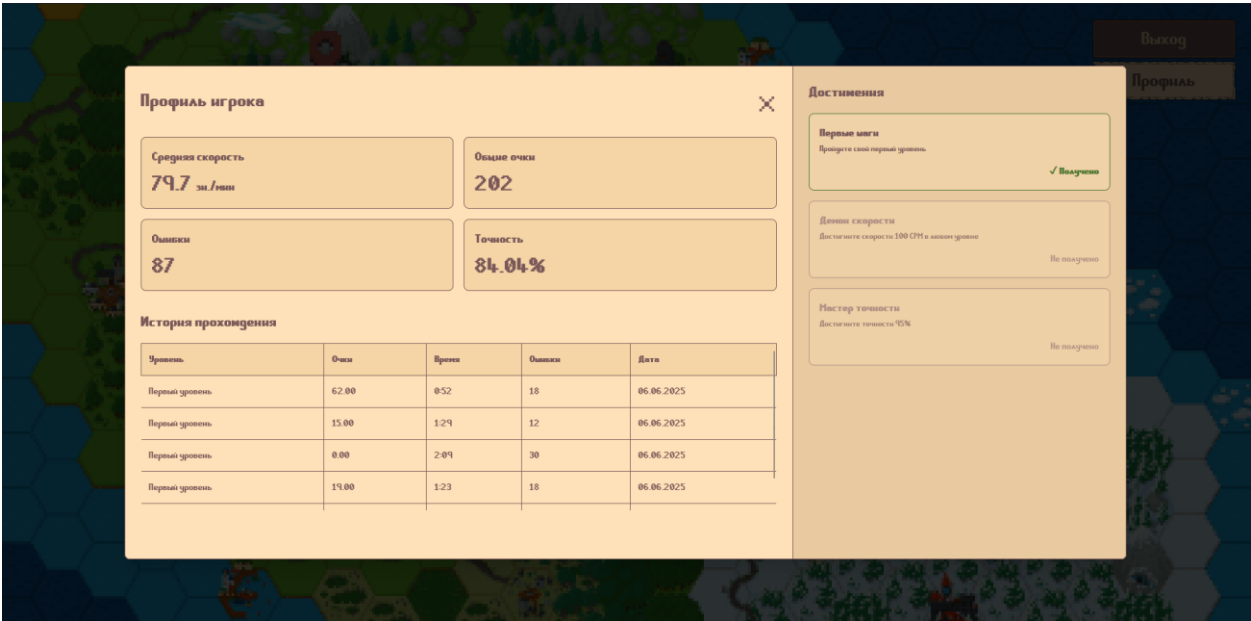 Выход
Профиль
Профиль игрока
Средняя скорость
79.7 зн./мин
Общие очки
202
Ошибки
87
Точность
84.04%
История прохождения
Уровень Очки Время Ошибки Дата
Первый уровень 62.00 0:52 18 06.06.2025
Первый уровень 15.00 1:29 12 06.06.2025
Первый уровень 0.00 2:09 30 06.06.2025
Первый уровень 19.00 1:23 18 06.06.2025
Достижения
Первые шаги
Пройдите свой первый уровень
✓ Получено
Демон скорости
Достигните скорости 100 CPM в любом уровне
Не получено
Мастер точности
Достигните точности 95%
Не получено